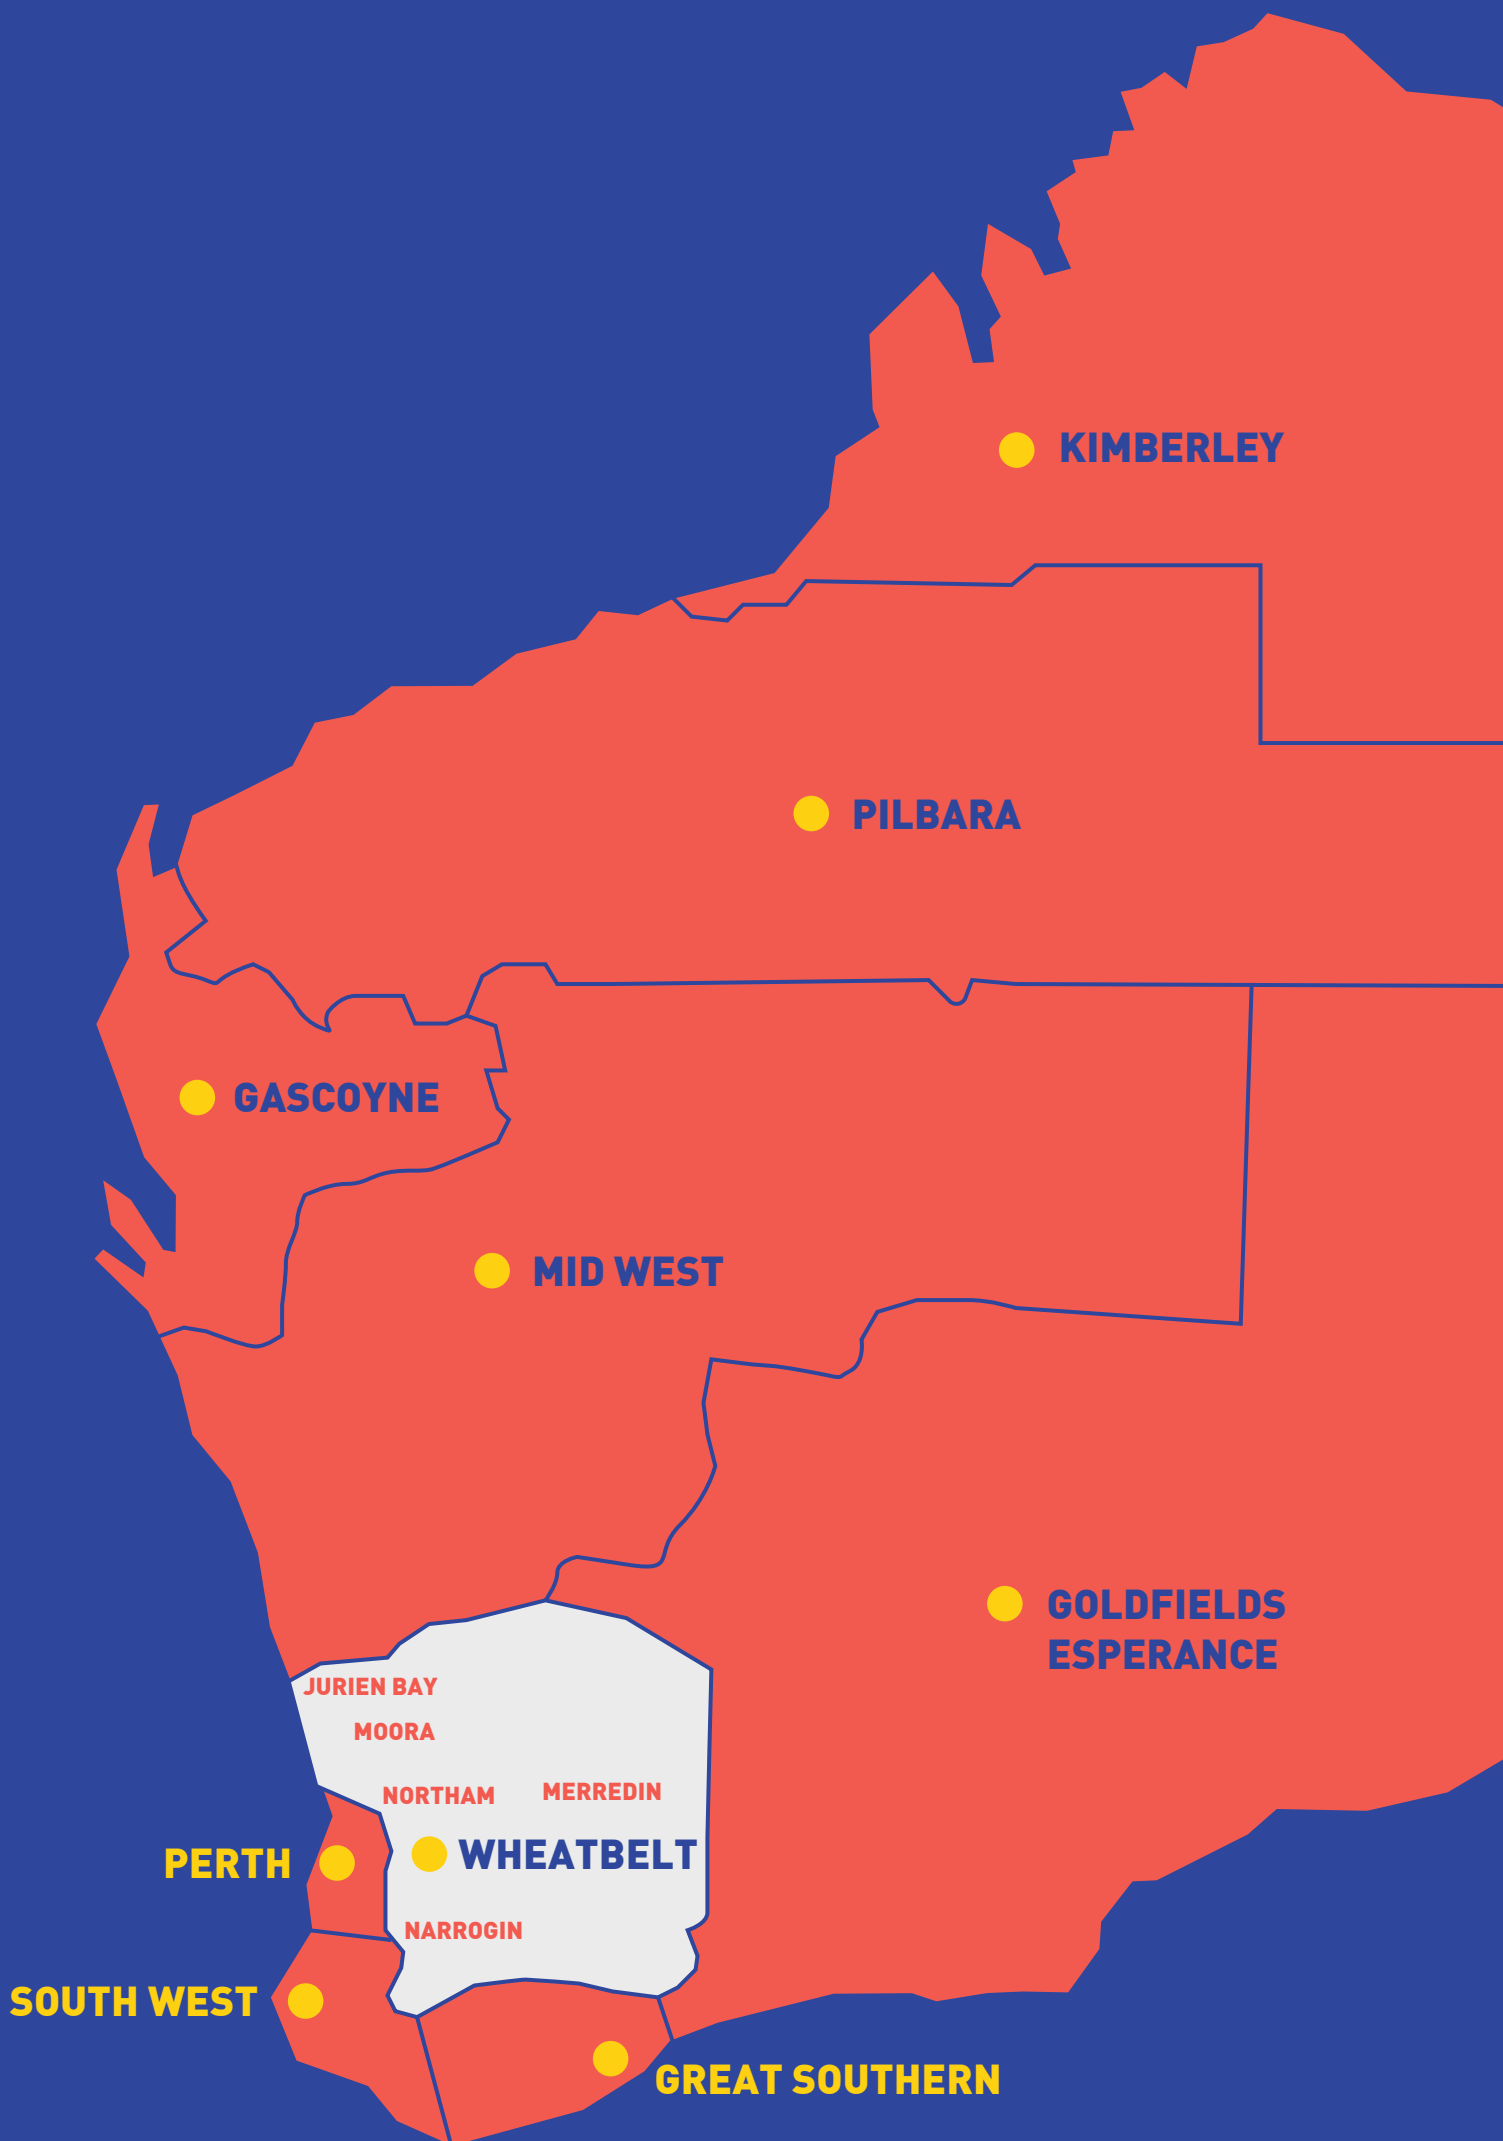 KIMBERLEY
PILBARA
GASCOYNE
MID WEST
GOLDFIELDS
ESPERANCE
JURIEN BAY
MOORA
NORTHAM
MERREDIN
WHEATBELT
PERTH
NARROGIN
SOUTH WEST
GREAT SOUTHERN